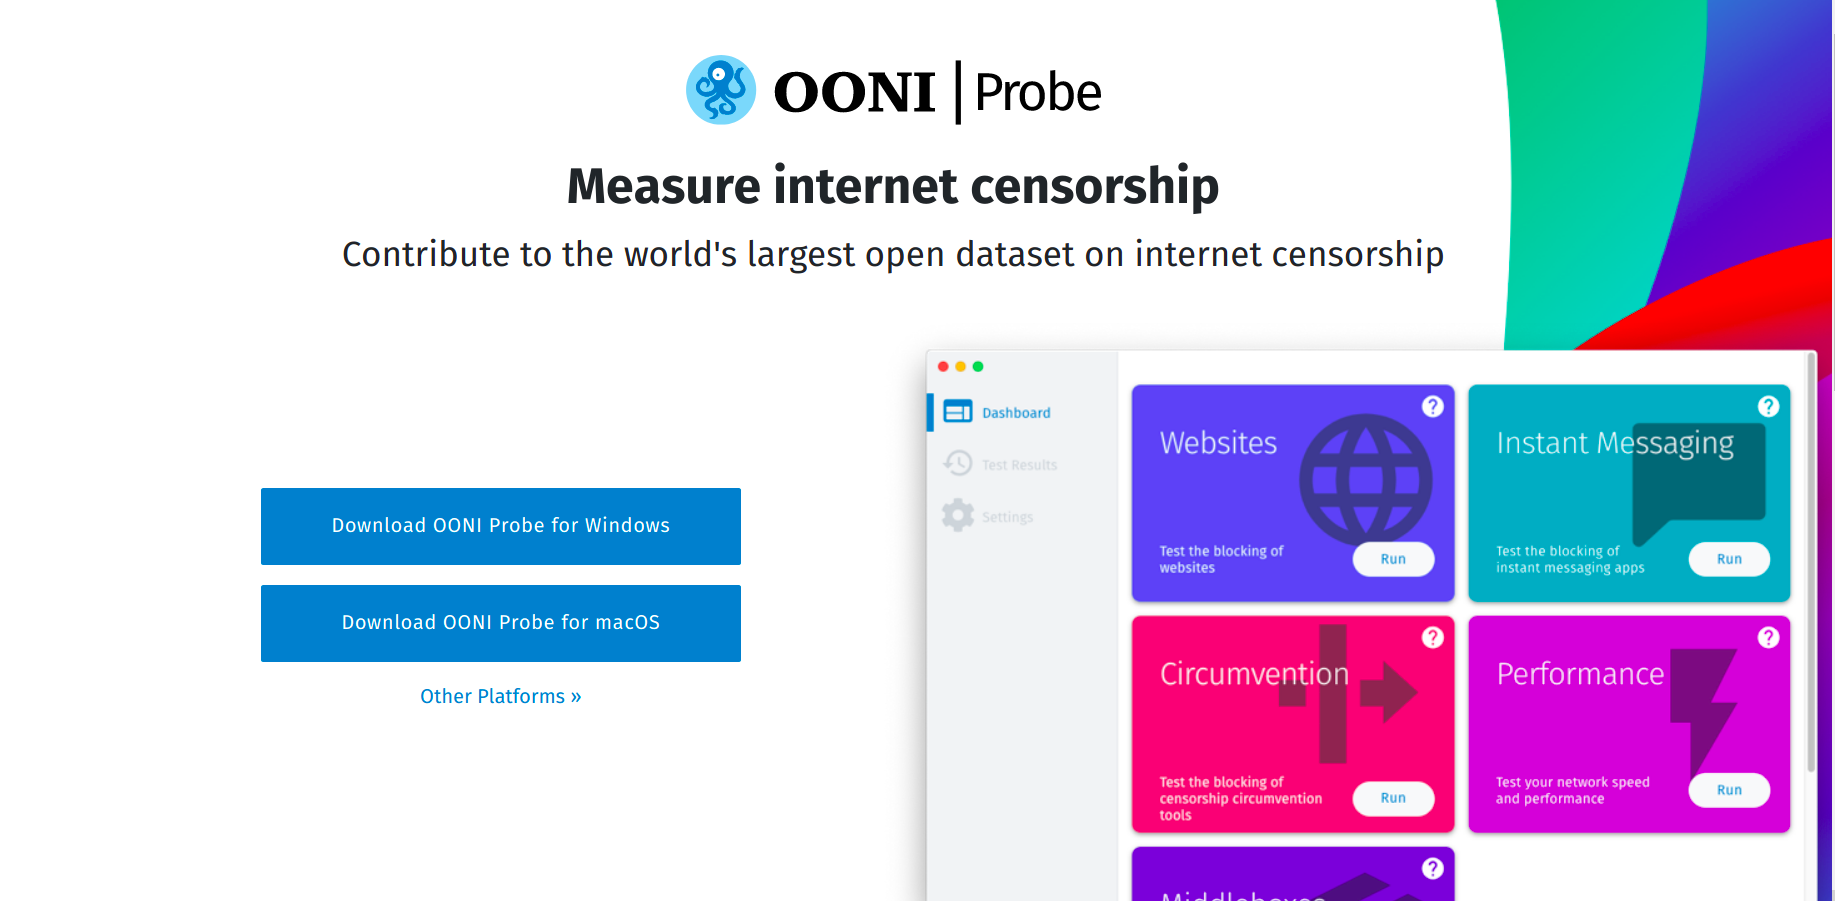 OONI | Probe
Measure internet censorship
Contribute to the world's largest open dataset on internet censorship
Download OONI Probe for Windows
Download OONI Probe for macOS
Other Platforms »
Dashboard
Test Results
Settings
?
Websites
Test the blocking of
websites
Run
?
Instant Messaging
Test the blocking of
instant messaging apps
Run
?
Circumvention
Test the blocking of
censorship circumvention
tools
Run
?
Performance
Test your network speed
and performance
Run
?
Middleboxes